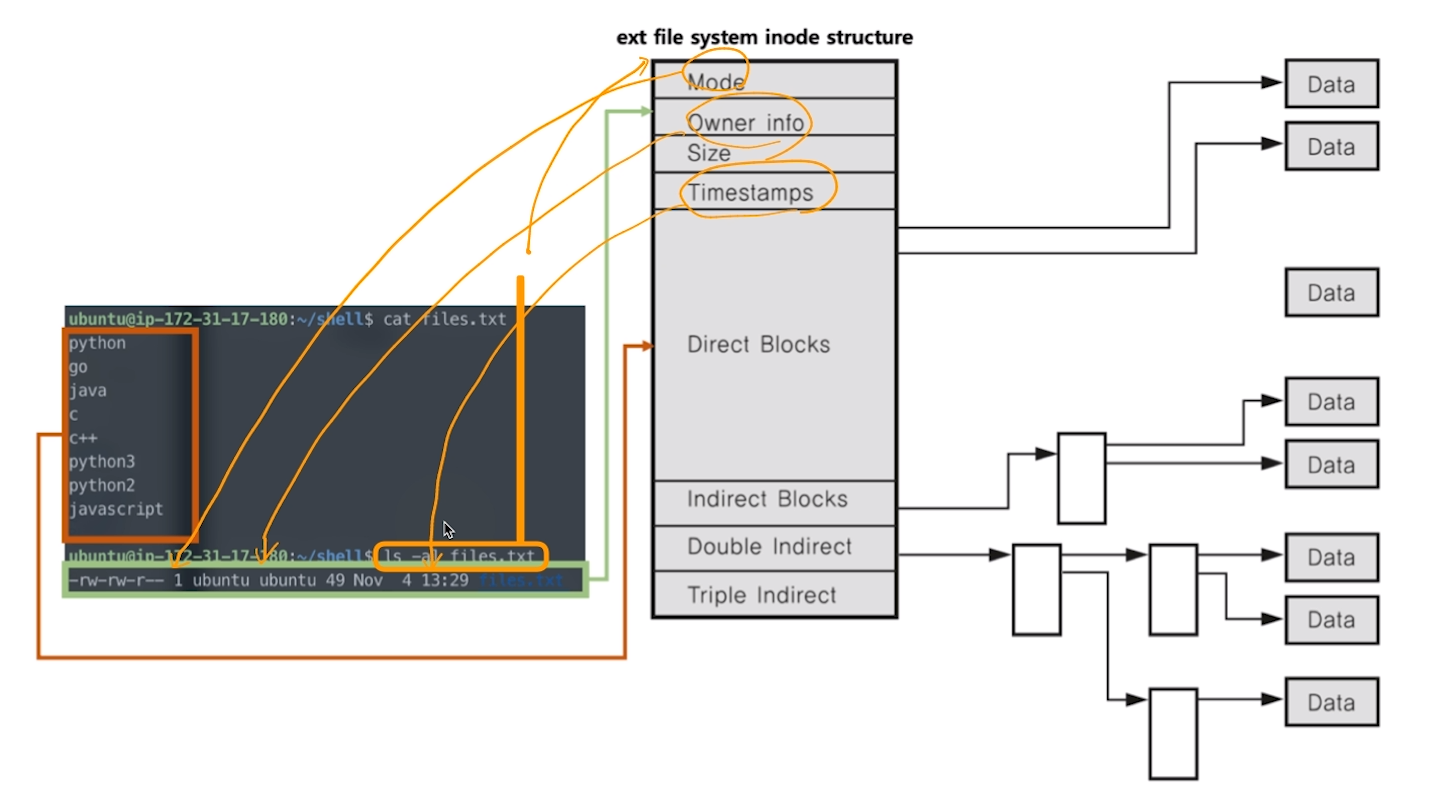 ext file system inode structure
Mode
Owner info
Size
Timestamps
Direct Blocks
Indirect Blocks
Double Indirect
Triple Indirect
Data
Data
Data
Data
Data
Data
Data
Data
ubuntu@ip-172-31-17-180:~/shell$ cat files.txt
python
go
java
c
c++
python3
python2
javascript
ubuntu@ip-172-31-17-180:~/shell$ ls -al files.txt
-rw-rw-r-- 1 ubuntu ubuntu 49 Nov  4 13:29 files.txt